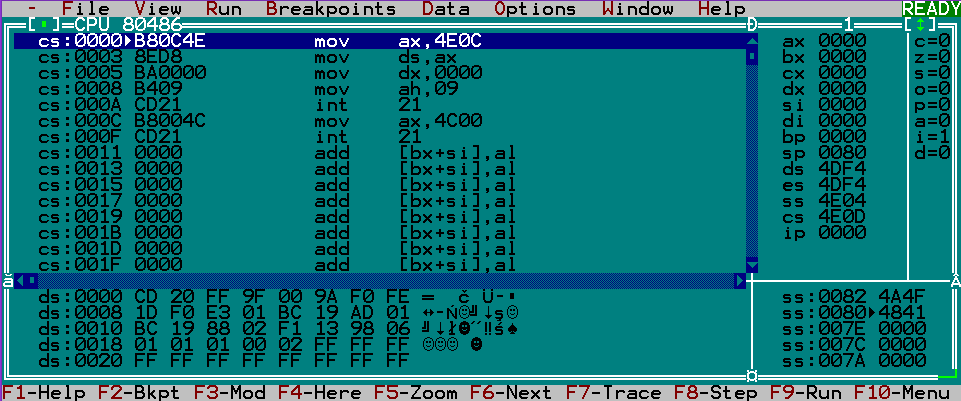 - File View Run Breakpoints Data Options Window Help READY
CPU 80486 1
cs:0000 B80C4E mov ax,4E0C ax 0000 c=0
cs:0003 8ED8 mov ds,ax bx 0000 z=0
cs:0005 BA0000 mov dx,0000 cx 0000 s=0
cs:0008 B409 mov ah,09 dx 0000 o=0
cs:000A CD21 int 21 si 0000 p=0
cs:000C B8004C mov ax,4C00 di 0000 a=0
cs:000F CD21 int 21 bp 0000 i=1
cs:0011 0000 add [bx+si],al sp 0080 d=0
cs:0013 0000 add [bx+si],al ds 4DF4
cs:0015 0000 add [bx+si],al es 4DF4
cs:0017 0000 add [bx+si],al ss 4E04
cs:0019 0000 add [bx+si],al cs 4E0D
cs:001B 0000 add [bx+si],al ip 0000
cs:001D 0000 add [bx+si],al
cs:001F 0000 add [bx+si],al
ds:0000 CD 20 FF 9F 00 9A F0 FE = č Ü-▪ ss:0082 4A4F
ds:0008 1D F0 E3 01 BC 19 AD 01 ↔-Ń☺╝↓ş☺ ss:0080►4841
ds:0010 BC 19 88 02 F1 13 98 06 ╝↓ł☻˝‼ś♠ ss:007E 0000
ds:0018 01 01 01 00 02 FF FF FF ☺☺☺ ☻ ss:007C 0000
ds:0020 FF FF FF FF FF FF FF FF ss:007A 0000
F1-Help F2-Bkpt F3-Mod F4-Here F5-Zoom F6-Next F7-Trace F8-Step F9-Run F10-Menu